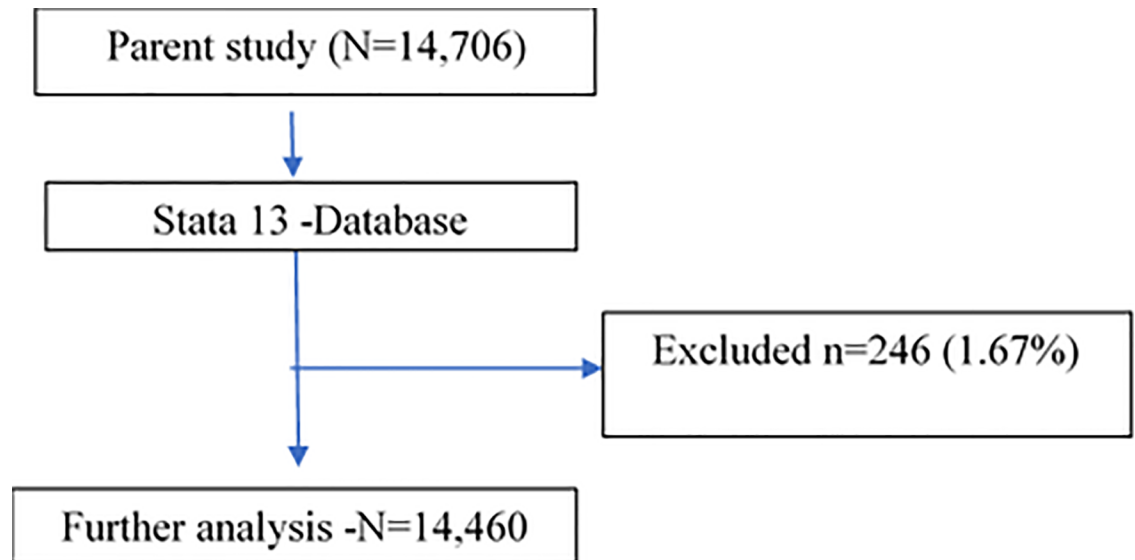 Parent study (N=14,706)
Stata 13 -Database
Excluded n=246 (1.67%)
Further analysis -N=14,460